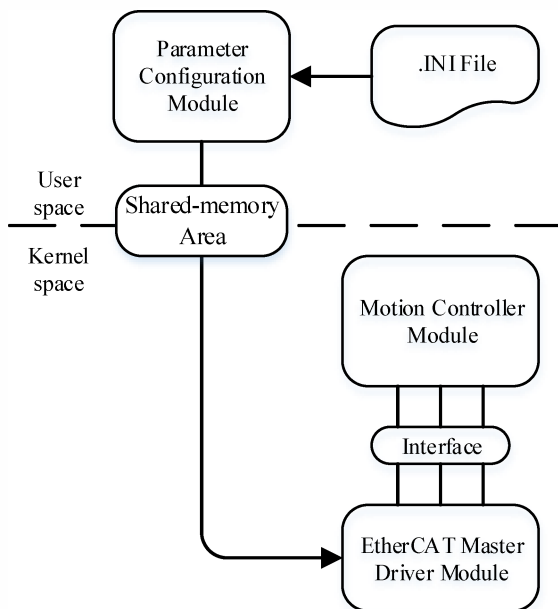 Parameter
Configuration
Module
.INI File
User
space
Shared-memory
Area
Kernel
space
Motion Controller
Module
Interface
EtherCAT Master
Driver Module